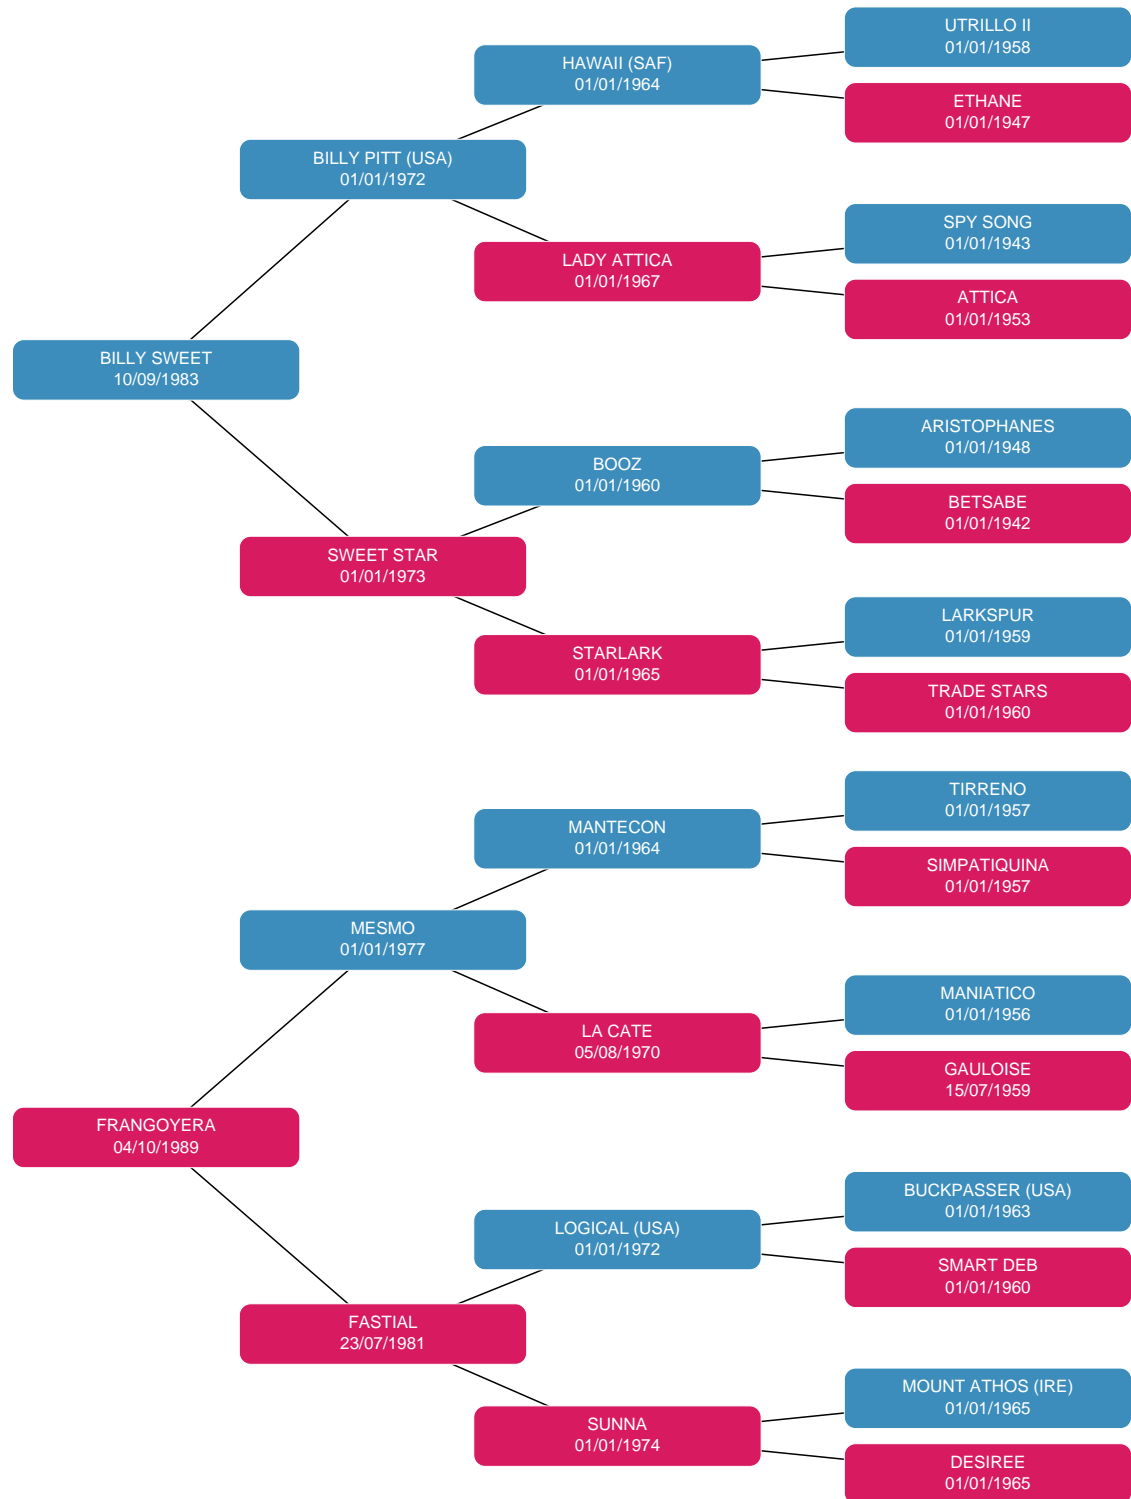 UTRILLO II
01/01/1958
HAWAII (SAF)
01/01/1964
ETHANE
01/01/1947
BILLY PITT (USA)
01/01/1972
SPY SONG
01/01/1943
LADY ATTICA
01/01/1967
ATTICA
01/01/1953
BILLY SWEET
10/09/1983
ARISTOPHANES
01/01/1948
BOOZ
01/01/1960
BETSABE
01/01/1942
SWEET STAR
01/01/1973
LARKSPUR
01/01/1959
STARLARK
01/01/1965
TRADE STARS
01/01/1960
TIRRENO
01/01/1957
MANTECON
01/01/1964
SIMPATIQUINA
01/01/1957
MESMO
01/01/1977
MANIATICO
01/01/1956
LA CATE
05/08/1970
GAULOISE
15/07/1959
FRANGOYERA
04/10/1989
BUCKPASSER (USA)
01/01/1963
LOGICAL (USA)
01/01/1972
SMART DEB
01/01/1960
FASTIAL
23/07/1981
MOUNT ATHOS (IRE)
01/01/1965
SUNNA
01/01/1974
DESIREE
01/01/1965